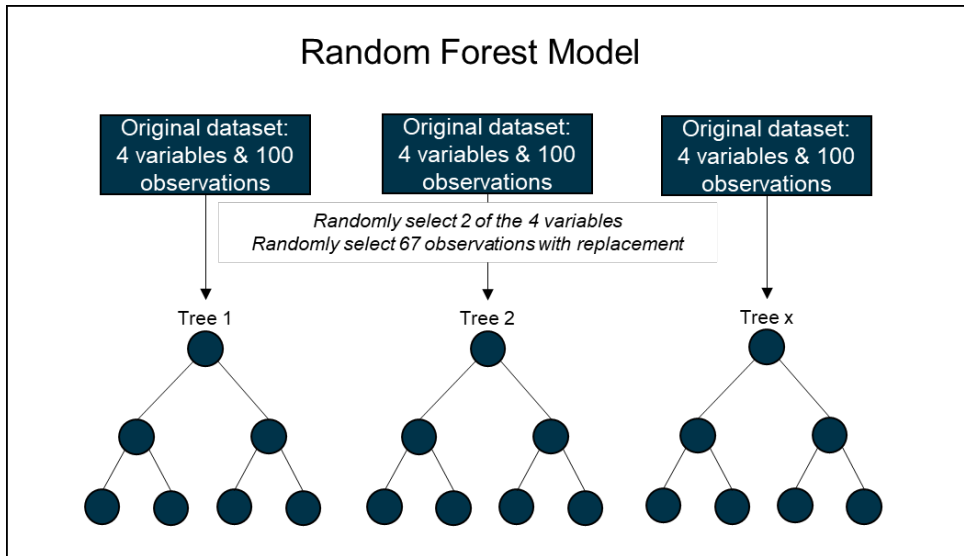 Random Forest Model
Original dataset:
4 variables & 100
observations
Original dataset:
4 variables & 100
observations
Original dataset:
4 variables & 100
observations
Randomly select 2 of the 4 variables
Randomly select 67 observations with replacement
Tree 1
Tree 2
Tree x